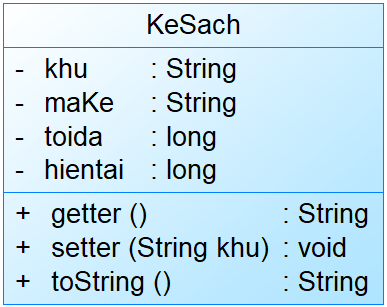 KeSach
- khu : String
- maKe : String
- toida : long
- hientai : long
+ getter () : String
+ setter (String khu) : void
+ toString () : String